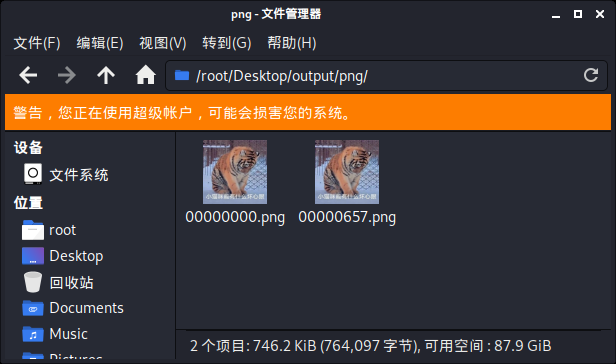 png - 文件管理器
文件(F) 编辑(E) 视图(V) 转到(G) 帮助(H)
/root/Desktop/output/png/
警告，您正在使用超级帐户，可能会损害您的系统。
设备
文件系统
位置
root
Desktop
回收站
Documents
Music
Pictures
00000000.png 00000657.png
2 个项目: 746.2 KiB (764,097 字节), 可用空间 : 87.9 GiB